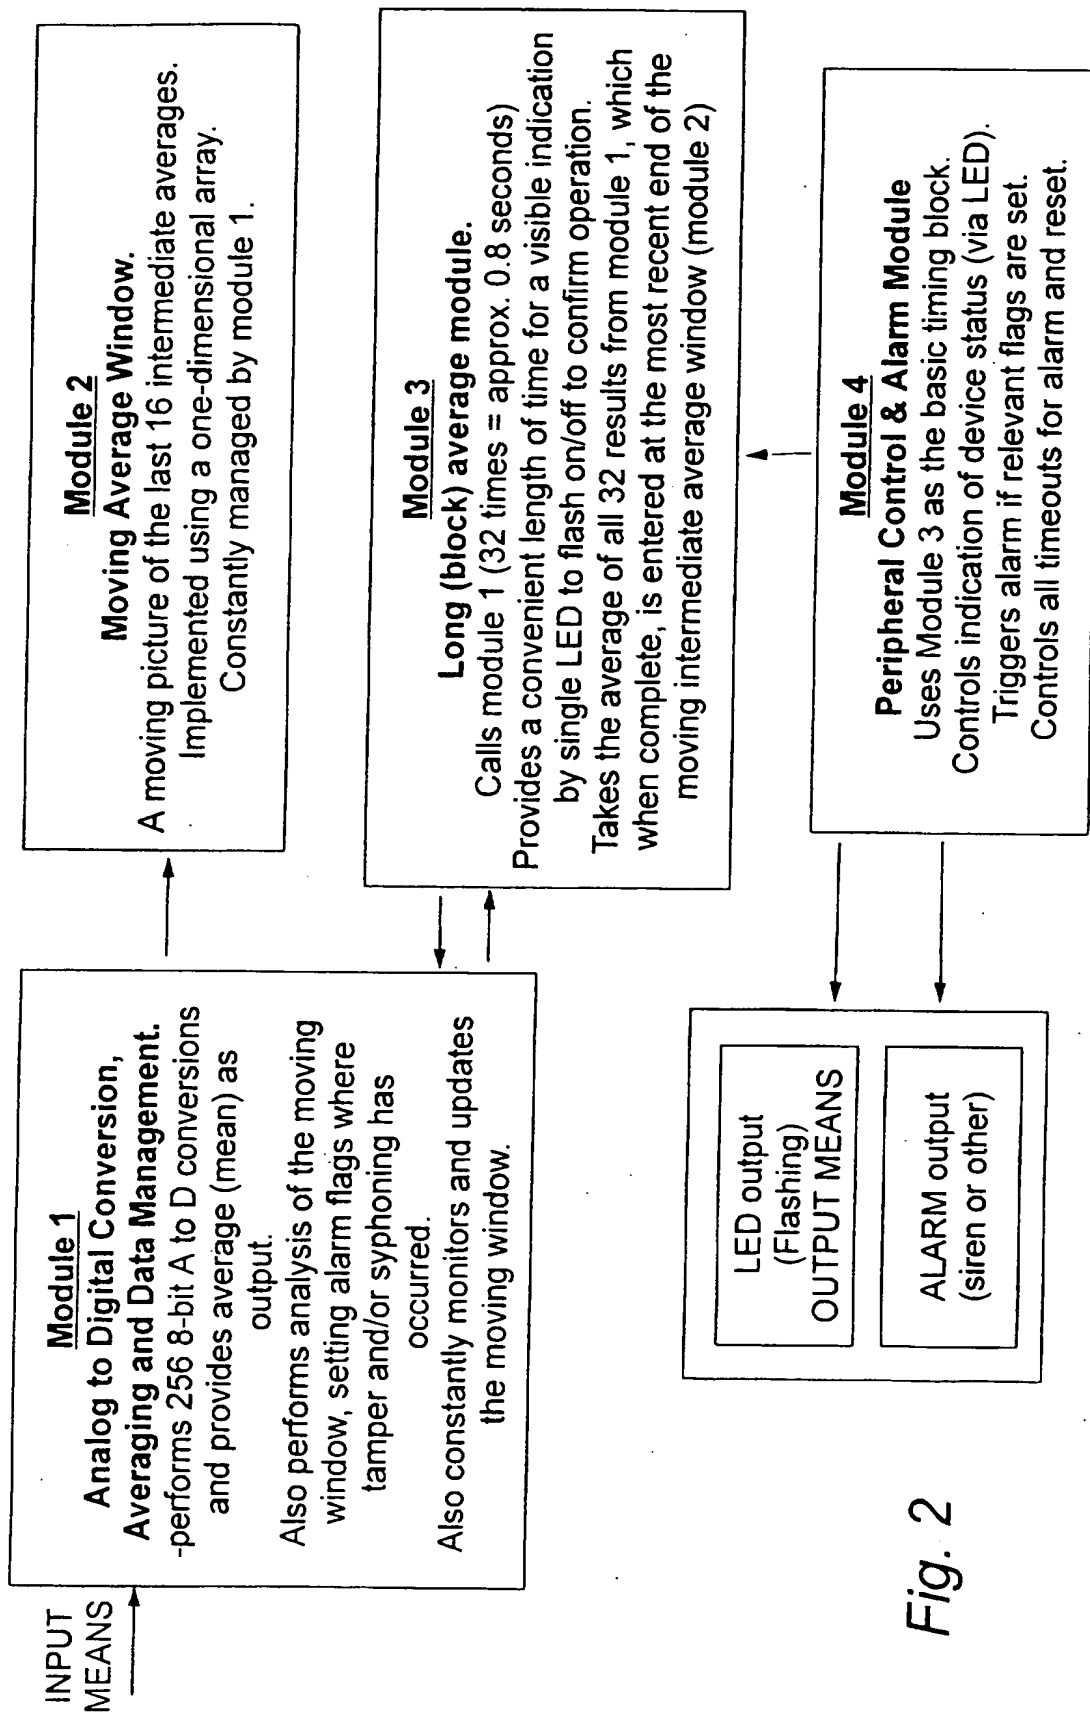 INPUT
MEANS
Module 1
Analog to Digital Conversion,
Averaging and Data Management.
-performs 256 8-bit A to D conversions
and provides average (mean) as
output.
Also performs analysis of the moving
window, setting alarm flags where
tamper and/or syphoning has
occurred.
Also constantly monitors and updates
the moving window.
Module 2
Moving Average Window.
A moving picture of the last 16 intermediate averages.
Implemented using a one-dimensional array.
Constantly managed by module 1.
Module 3
Long (block) average module.
Calls module 1 (32 times = approx. 0.8 seconds)
Provides a convenient length of time for a visible indication
by single LED to flash on/off to confirm operation.
Takes the average of all 32 results from module 1, which
when complete, is entered at the most recent end of the
moving intermediate average window (module 2)
Module 4
Peripheral Control & Alarm Module
Uses Module 3 as the basic timing block.
Controls indication of device status (via LED).
Triggers alarm if relevant flags are set.
Controls all timeouts for alarm and reset.
LED output
(Flashing)
OUTPUT MEANS
ALARM output
(siren or other)
Fig. 2